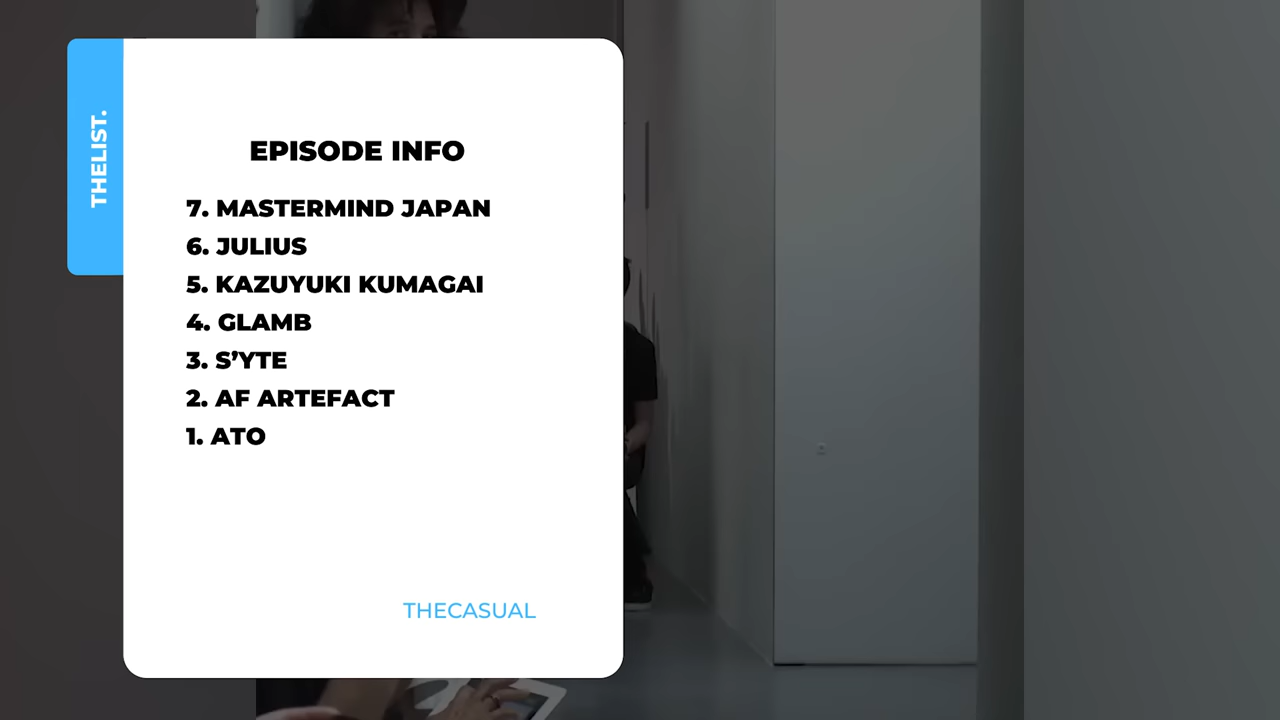 THELIST.
EPISODE INFO
7. MASTERMIND JAPAN
6. JULIUS
5. KAZUYUKI KUMAGAI
4. GLAMB
3. S’YTE
2. AF ARTEFACT
1. ATO
THECASUAL